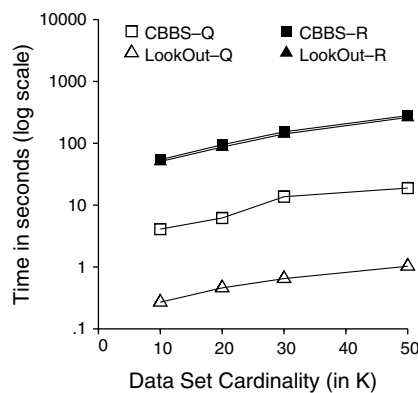 10000
CBBS–Q
CBBS–R
LookOut–Q
LookOut–R
1000
100
10
1
.1
Time in seconds (log scale)
0 10 20 30 40 50
Data Set Cardinality (in K)